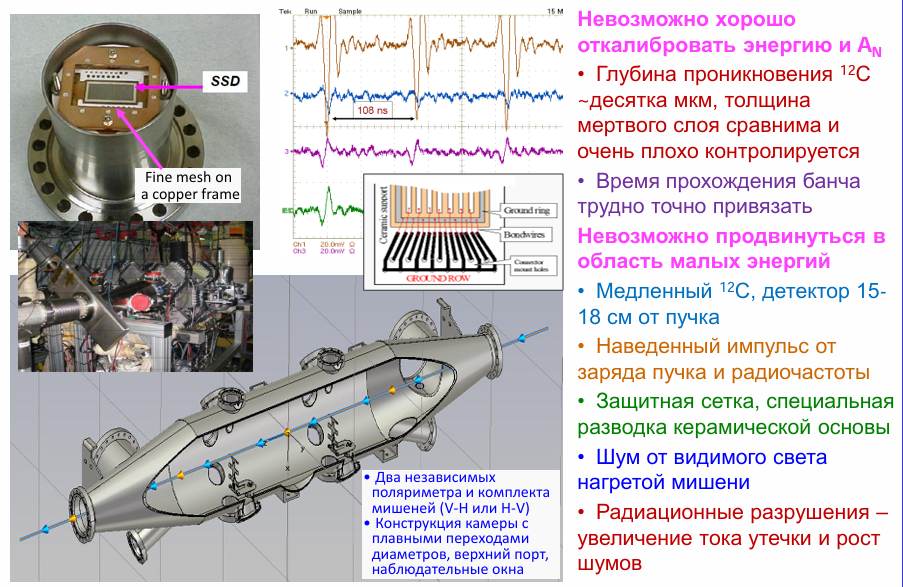 SSD
Fine mesh on
a copper frame
Tek
Run
Sample
15 M
1
2
3
108 ns
Ch1 20.0mV Ω
Ch3 20.0mV Ω
Ceramic support
Ground ring
Bondwires
Connector
mount holes
GROUND ROW
x
y
• Два независимых
поляриметра и комплекта
мишеней (V-H или H-V)
• Конструкция камеры с
плавными переходами
диаметров, верхний порт,
наблюдательные окна
Невозможно хорошо
откалибровать энергию и A_N
• Глубина проникновения ¹²C
~десятка мкм, толщина
мертвого слоя сравнима и
очень плохо контролируется
• Время прохождения банча
трудно точно привязать
Невозможно продвинуться в
область малых энергий
• Медленный ¹²C, детектор 15-
18 см от пучка
• Наведенный импульс от
заряда пучка и радиочастоты
• Защитная сетка, специальная
разводка керамической основы
• Шум от видимого света
нагретой мишени
• Радиационные разрушения –
увеличение тока утечки и рост
шумов